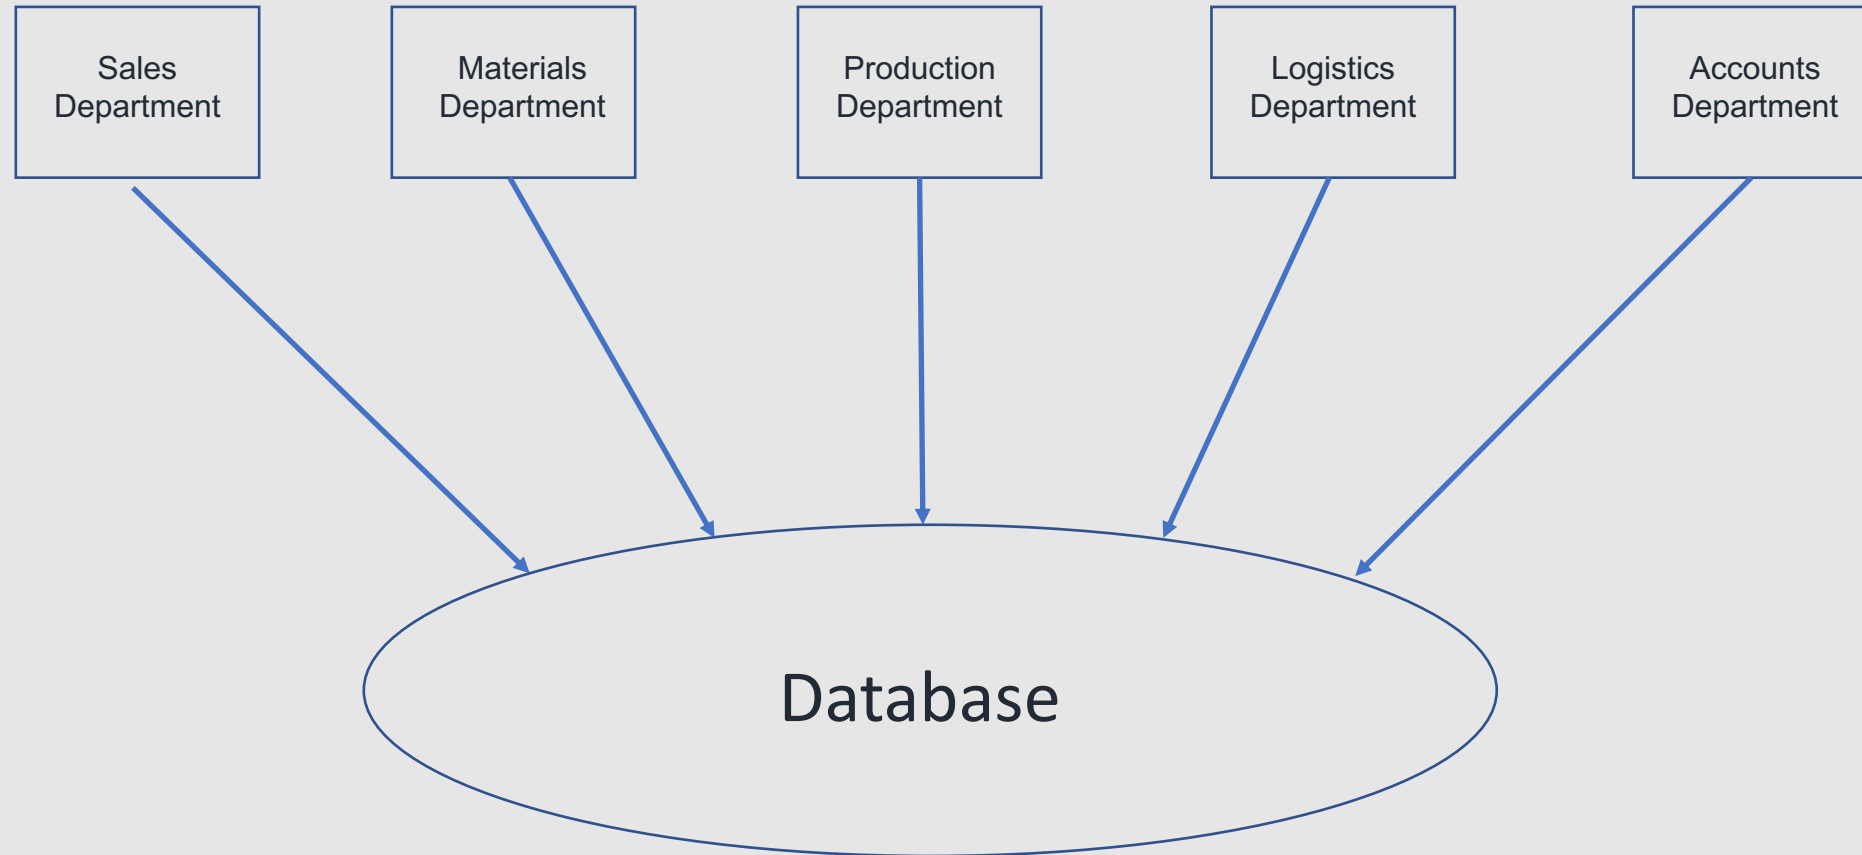 Sales
Department
Materials
Department
Production
Department
Logistics
Department
Accounts
Department
Database